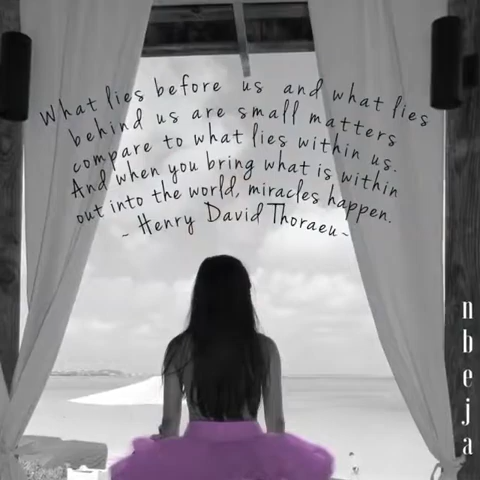 What lies before us and what lies
behind us are small matters
compare to what lies within us.
And when you bring what is within
out into the world, miracles happen.
~ Henry David Thoraeu ~
nbeja